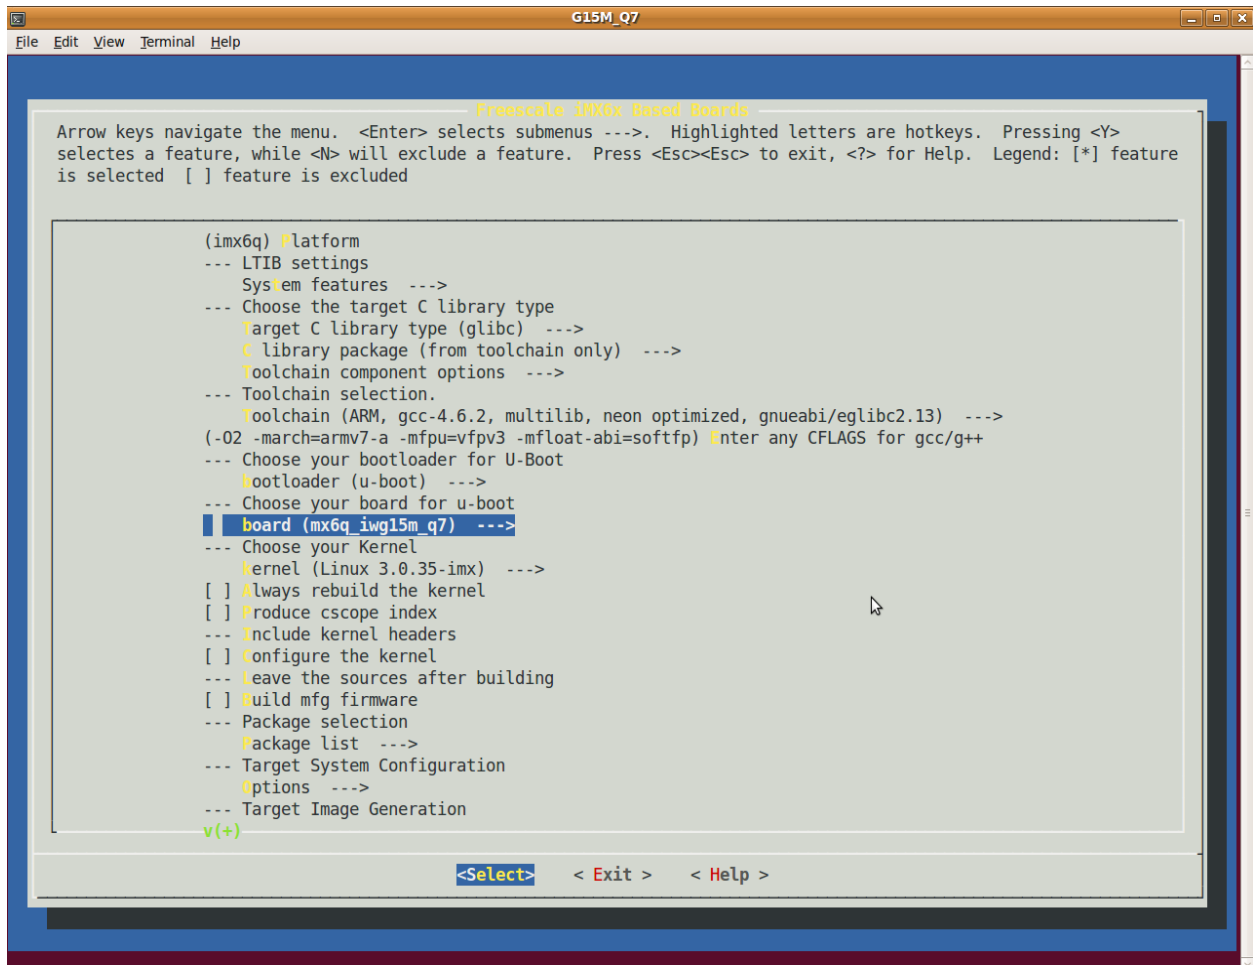 G15M_Q7
File Edit View Terminal Help
Freescale iMX6x Based Boards
Arrow keys navigate the menu. <Enter> selects submenus --->. Highlighted letters are hotkeys. Pressing <Y>
selectes a feature, while <N> will exclude a feature. Press <Esc><Esc> to exit, <?> for Help. Legend: [*] feature
is selected [ ] feature is excluded
(imx6q) Platform
--- LTIB settings
System features --->
--- Choose the target C library type
Target C library type (glibc) --->
C library package (from toolchain only) --->
Toolchain component options --->
--- Toolchain selection.
Toolchain (ARM, gcc-4.6.2, multilib, neon optimized, gnueabi/eglibc2.13) --->
(-O2 -march=armv7-a -mfpu=vfpv3 -mfloat-abi=softfp) Enter any CFLAGS for gcc/g++
--- Choose your bootloader for U-Boot
bootloader (u-boot) --->
--- Choose your board for u-boot
board (mx6q_iwg15m_q7) --->
--- Choose your Kernel
kernel (Linux 3.0.35-imx) --->
[ ] Always rebuild the kernel
[ ] Produce cscope index
--- Include kernel headers
[ ] Configure the kernel
--- Leave the sources after building
[ ] Build mfg firmware
--- Package selection
Package list --->
--- Target System Configuration
Options --->
--- Target Image Generation
v(+)
<Select> < Exit > < Help >